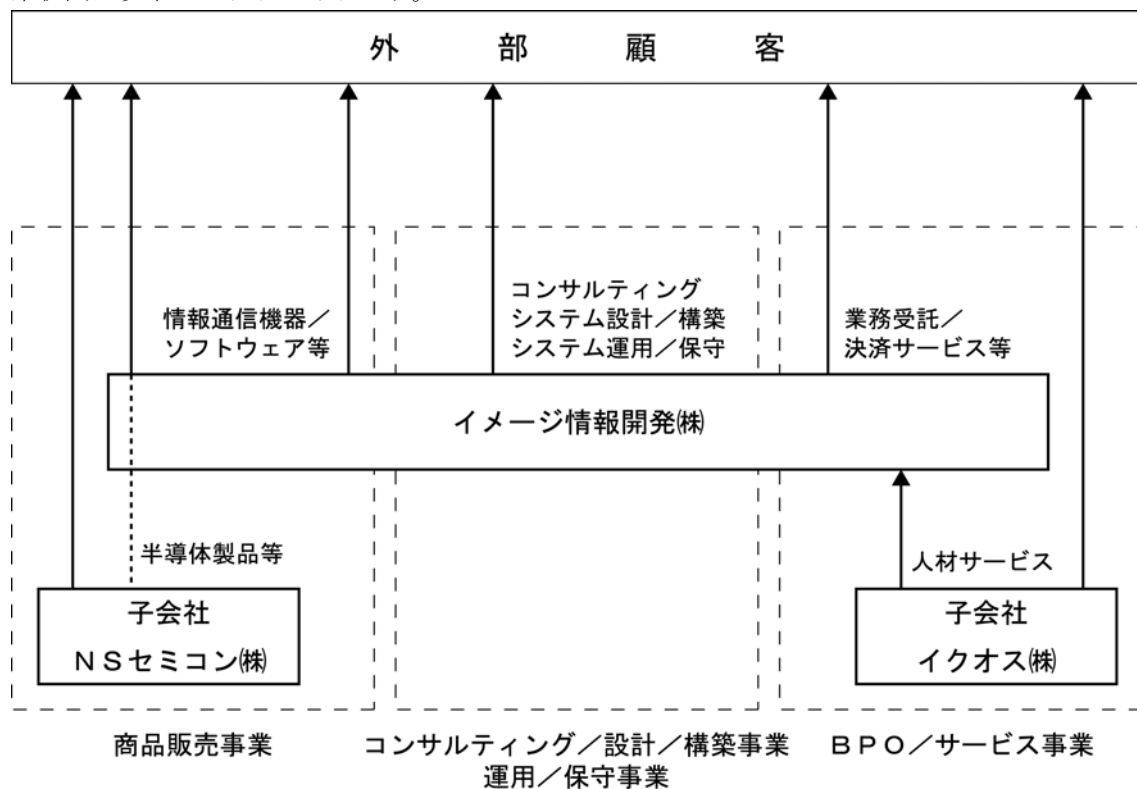 外部顧客
情報通信機器／
ソフトウェア等
コンサルティング
システム設計／構築
システム運用／保守
業務受託／
決済サービス等
イメージ情報開発㈱
半導体製品等
人材サービス
子会社
ＮＳセミコン㈱
子会社
イクオス㈱
商品販売事業
コンサルティング／設計／構築事業
運用／保守事業
ＢＰＯ／サービス事業